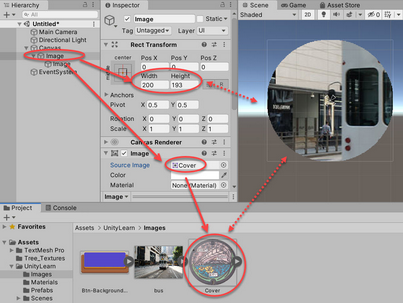 Hierarchy
Inspector
Scene
Game
Asset Store
All
Image
Static
Shaded
2D
Untitled*
Tag Untagged
Layer UI
Main Camera
Directional Light
Canvas
Image
Image
EventSystem
Rect Transform
center
Pos X
Pos Y
Pos Z
0
0
0
Width
Height
200
193
Anchors
Pivot
X 0.5
Y 0.5
Rotation
X 0
Y 0
Z 0
Scale
X 1
Y 1
Z 1
Canvas Renderer
Image
Source Image
Cover
Color
Material
None (Material)
Image
Project
Console
Favorites
Assets
TextMesh Pro
Tree_Textures
UnityLearn
Images
Materials
Prefabs
Scenes
Assets
UnityLearn
Images
Btn-Background...
bus
Cover